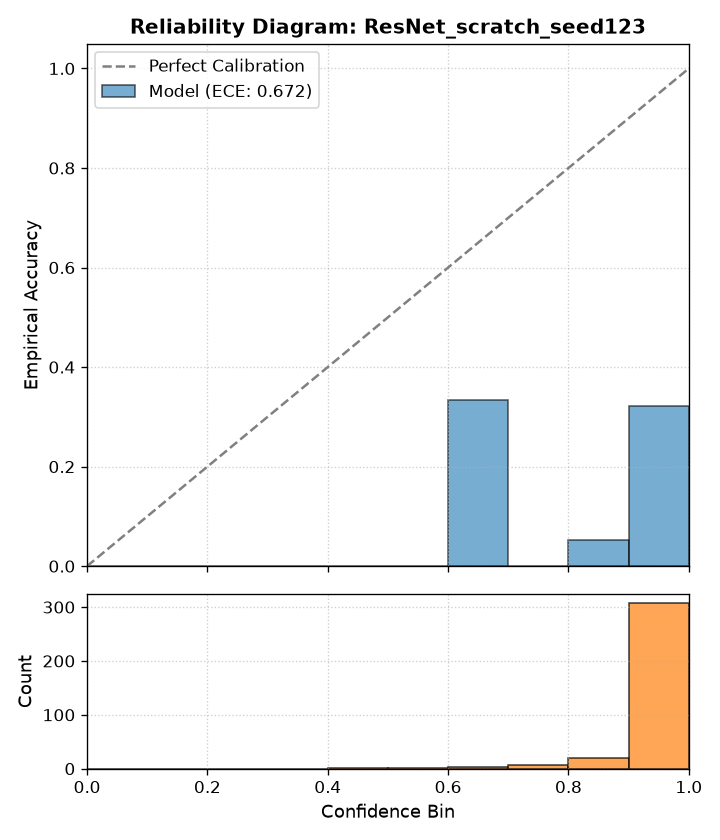 Reliability Diagram: ResNet_scratch_seed123
Perfect Calibration
Model (ECE: 0.672)
1.0
0.8
0.6
0.4
0.2
0.0
Empirical Accuracy
300
200
100
0
Count
0.0 0.2 0.4 0.6 0.8 1.0
Confidence Bin